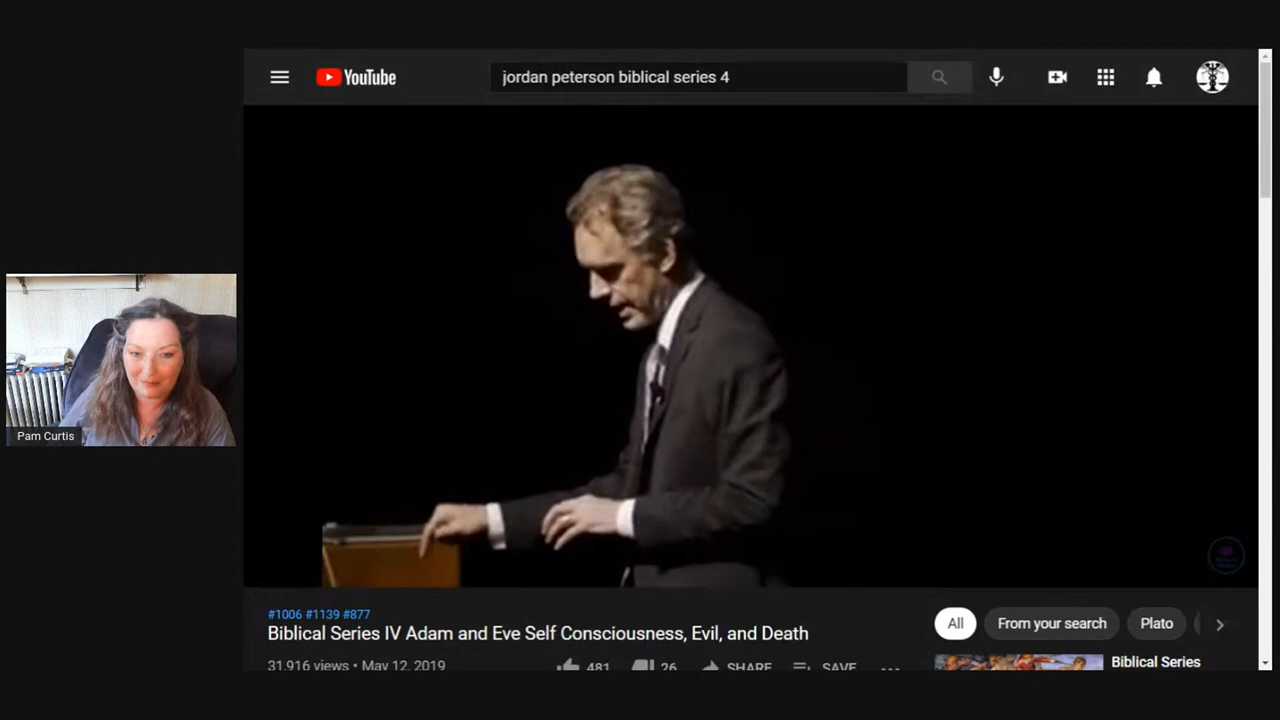 YouTube
jordan peterson biblical series 4
Pam Curtis
#1006 #1139 #877
Biblical Series IV Adam and Eve Self Consciousness, Evil, and Death
All
From your search
Plato
31,916 views • May 12, 2019
481
26
SHARE
SAVE
Biblical Series